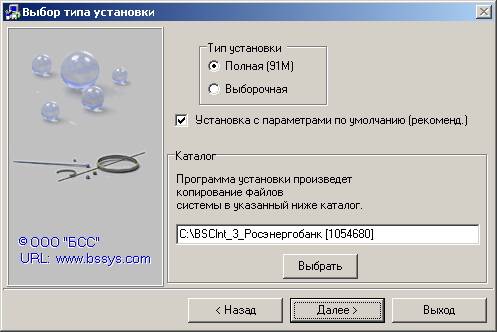 Выбор типа установки
Тип установки
Полная (91M)
Выборочная
Установка с параметрами по умолчанию (рекоменд.)
Каталог
Программа установки произведет
копирование файлов
системы в указанный ниже каталог.
C:\BSClnt_3_Росэнергобанк [1054680]
Выбрать
© ООО "БСС"
URL: www.bssys.com
< Назад
Далее >
Выход